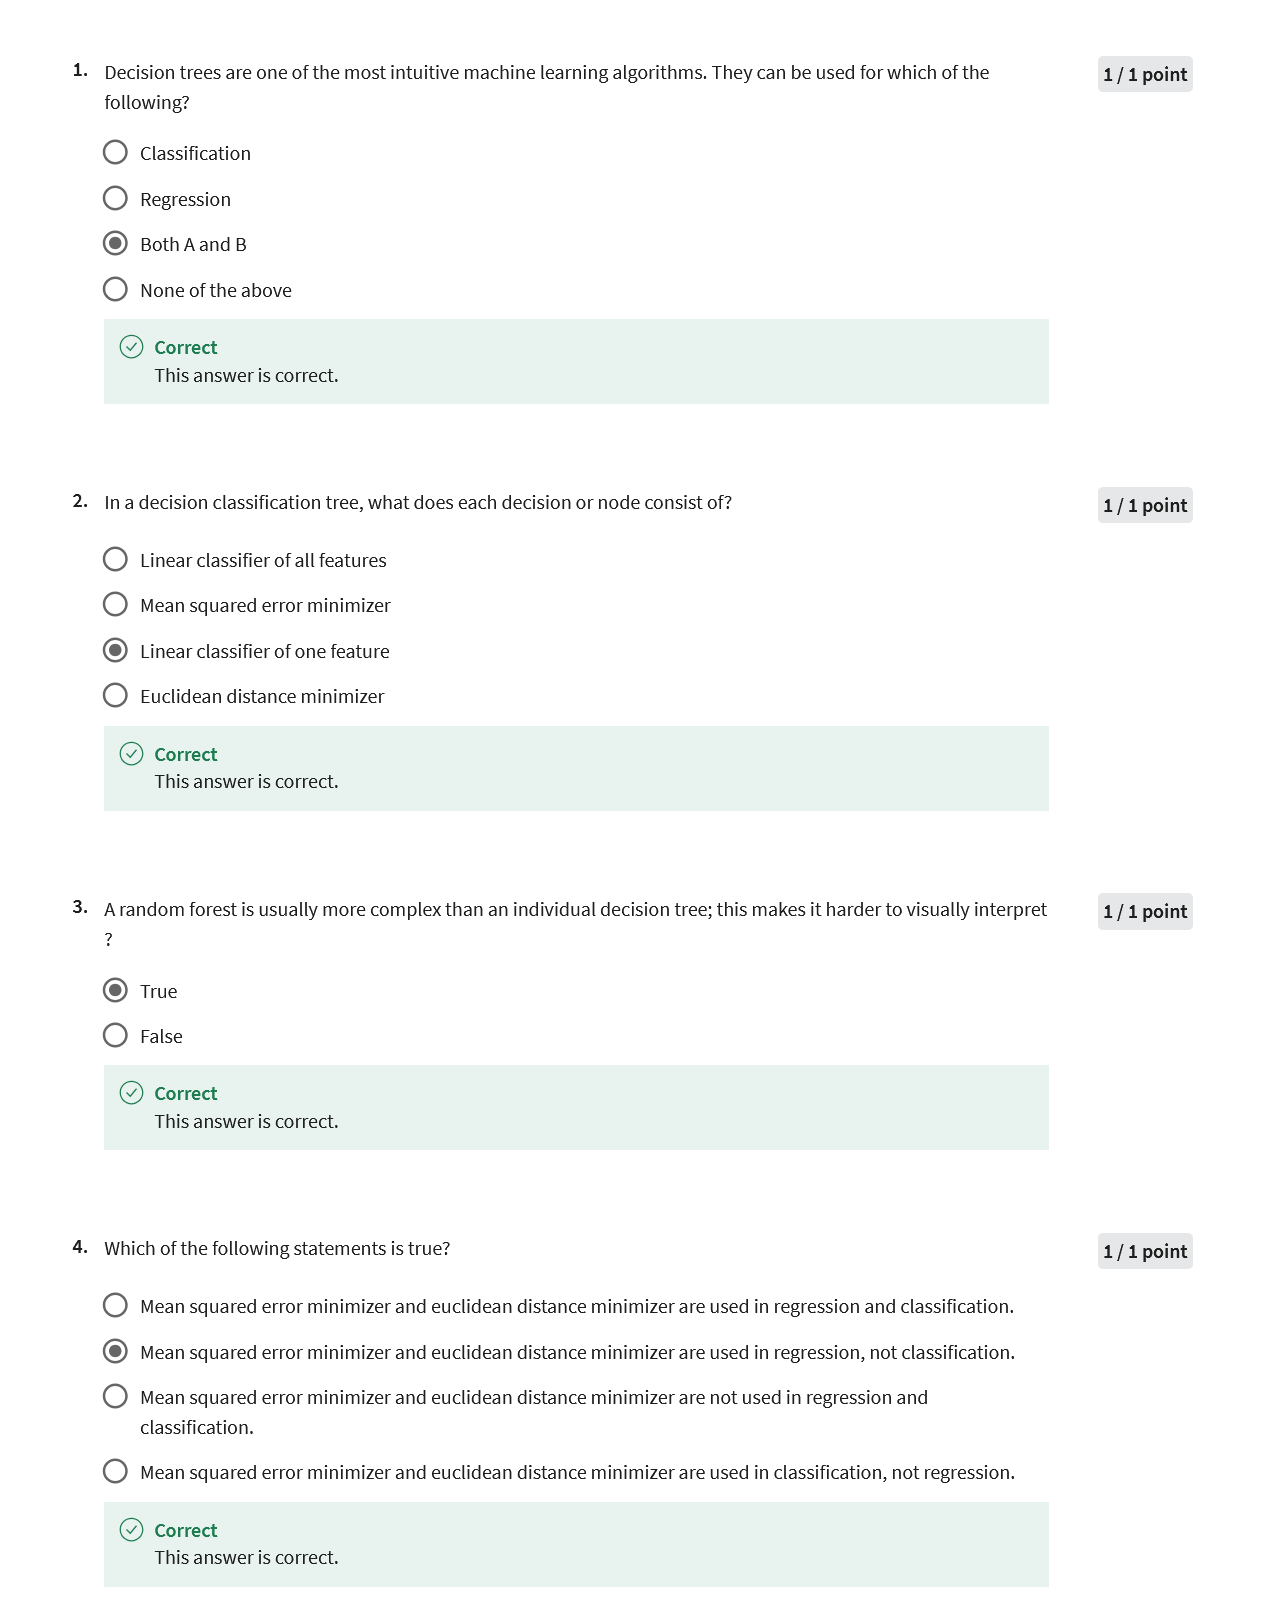 1. Decision trees are one of the most intuitive machine learning algorithms. They can be used for which of the
following?
1 / 1 point
Classification
Regression
Both A and B
None of the above
Correct
This answer is correct.
2. In a decision classification tree, what does each decision or node consist of?
1 / 1 point
Linear classifier of all features
Mean squared error minimizer
Linear classifier of one feature
Euclidean distance minimizer
Correct
This answer is correct.
3. A random forest is usually more complex than an individual decision tree; this makes it harder to visually interpret
?
1 / 1 point
True
False
Correct
This answer is correct.
4. Which of the following statements is true?
1 / 1 point
Mean squared error minimizer and euclidean distance minimizer are used in regression and classification.
Mean squared error minimizer and euclidean distance minimizer are used in regression, not classification.
Mean squared error minimizer and euclidean distance minimizer are not used in regression and
classification.
Mean squared error minimizer and euclidean distance minimizer are used in classification, not regression.
Correct
This answer is correct.